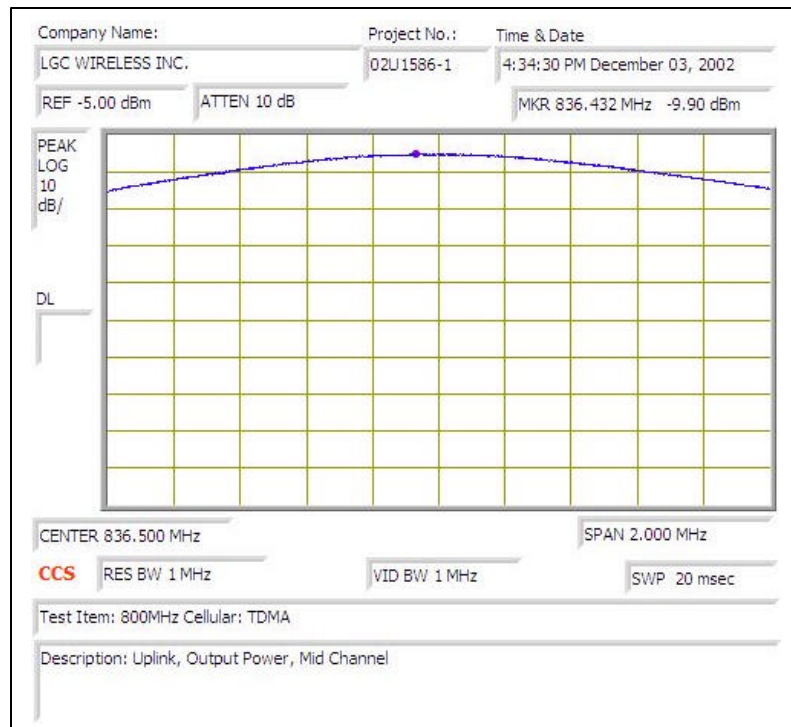 Company Name:
Project No.:
Time & Date
LGC WIRELESS INC.
02U1586-1
4:34:30 PM December 03, 2002
REF -5.00 dBm
ATTEN 10 dB
MKR 836.432 MHz -9.90 dBm
PEAK
LOG
10
dB/
DL
CENTER 836.500 MHz
SPAN 2.000 MHz
CCS
RES BW 1 MHz
VID BW 1 MHz
SWP 20 msec
Test Item: 800MHz Cellular: TDMA
Description: Uplink, Output Power, Mid Channel